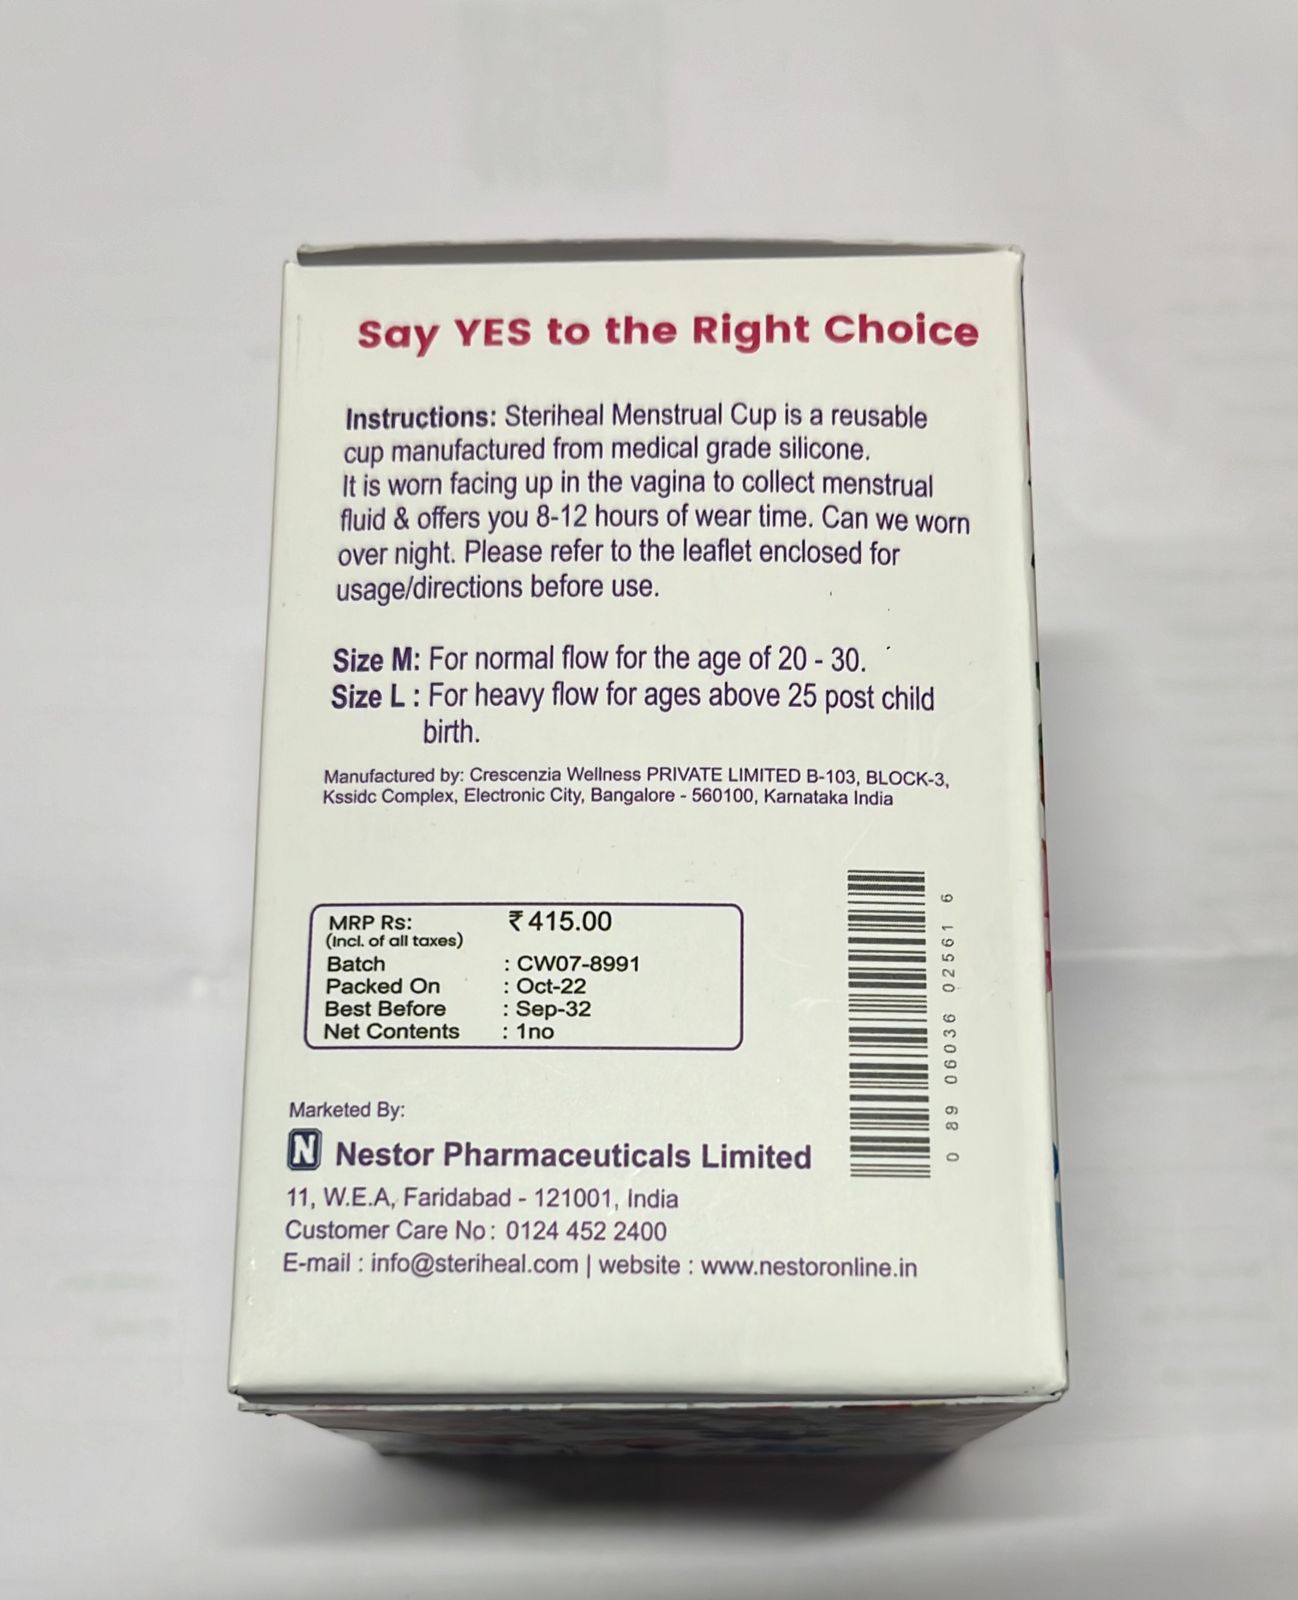 Say YES to the Right Choice
Instructions: Steriheal Menstrual Cup is a reusable
cup manufactured from medical grade silicone.
It is worn facing up in the vagina to collect menstrual
fluid & offers you 8-12 hours of wear time. Can we worn
over night. Please refer to the leaflet enclosed for
usage/directions before use.
Size M: For normal flow for the age of 20 - 30.
Size L : For heavy flow for ages above 25 post child
birth.
Manufactured by: Crescenzia Wellness PRIVATE LIMITED B-103, BLOCK-3,
Kssidc Complex, Electronic City, Bangalore - 560100, Karnataka India
MRP Rs: ₹ 415.00
(Incl. of all taxes)
Batch : CW07-8991
Packed On : Oct-22
Best Before : Sep-32
Net Contents : 1no
0 89 06036 02561 6
Marketed By:
N Nestor Pharmaceuticals Limited
11, W.E.A, Faridabad - 121001, India
Customer Care No : 0124 452 2400
E-mail : info@steriheal.com | website : www.nestoronline.in